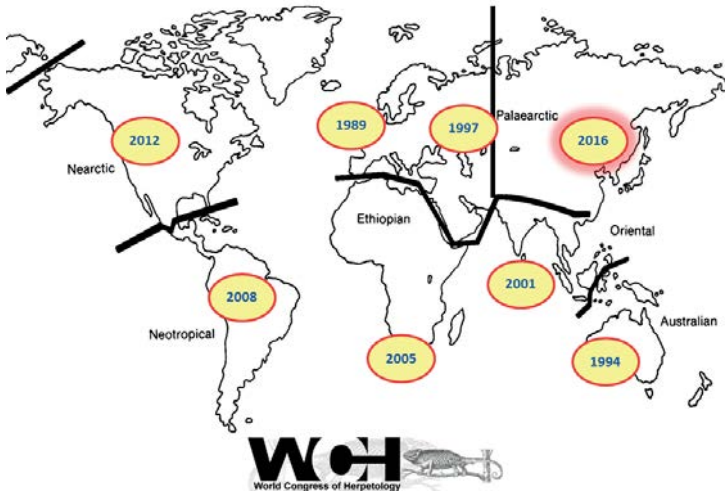 1989
1997
Palaearctic
2012
2016
Nearctic
Ethiopian
Oriental
2001
2008
Neotropical
Australian
2005
1994
WCH
World Congress of Herpetology